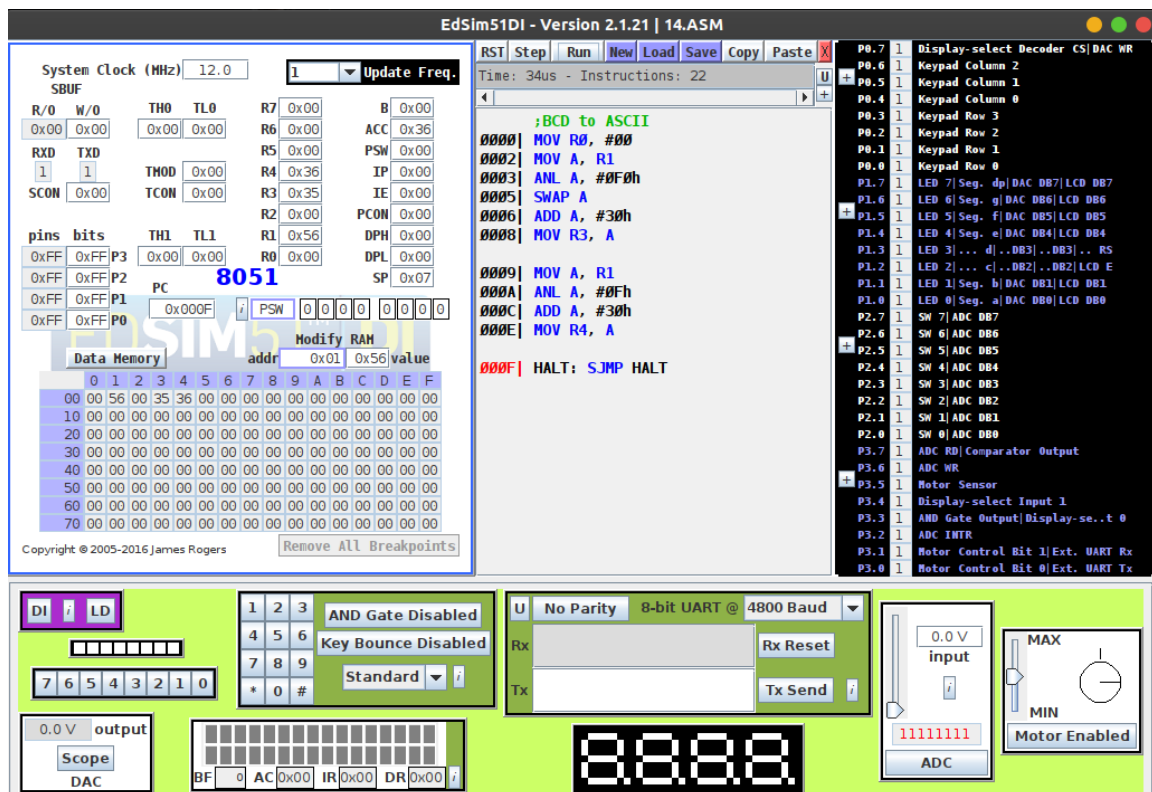 EdSim51DI - Version 2.1.21 | 14.ASM
System Clock (MHz) 12.0 1 Update Freq.
SBUF
R/O W/O TH0 TL0 R7 0x00 B 0x00
0x00 0x00 0x00 0x00 R6 0x00 ACC 0x36
RXD TXD R5 0x00 PSW 0x00
1 1 TMOD 0x00 R4 0x36 IP 0x00
SCON 0x00 TCON 0x00 R3 0x35 IE 0x00
R2 0x00 PCON 0x00
pins bits TH1 TL1 R1 0x56 DPH 0x00
0xFF 0xFF P3 0x00 0x00 R0 0x00 DPL 0x00
0xFF 0xFF P2 8051 SP 0x07
0xFF 0xFF P1 PC
0xFF 0xFF P0 0x000F i PSW 0 0 0 0 0 0 0 0
EDSIM51DI
Modify RAM
Data Memory addr 0x01 0x56 value
0 1 2 3 4 5 6 7 8 9 A B C D E F
00 00 56 00 35 36 00 00 00 00 00 00 00 00 00 00 00
10 00 00 00 00 00 00 00 00 00 00 00 00 00 00 00 00
20 00 00 00 00 00 00 00 00 00 00 00 00 00 00 00 00
30 00 00 00 00 00 00 00 00 00 00 00 00 00 00 00 00
40 00 00 00 00 00 00 00 00 00 00 00 00 00 00 00 00
50 00 00 00 00 00 00 00 00 00 00 00 00 00 00 00 00
60 00 00 00 00 00 00 00 00 00 00 00 00 00 00 00 00
70 00 00 00 00 00 00 00 00 00 00 00 00 00 00 00 00
Copyright © 2005-2016 James Rogers Remove All Breakpoints
RST Step Run New Load Save Copy Paste X
Time: 34us - Instructions: 22 U
+
;BCD to ASCII
0000| MOV R0, #00
0002| MOV A, R1
0003| ANL A, #0F0h
0005| SWAP A
0006| ADD A, #30h
0008| MOV R3, A
0009| MOV A, R1
000A| ANL A, #0Fh
000C| ADD A, #30h
000E| MOV R4, A
000F| HALT: SJMP HALT
P0.7 1 Display-select Decoder CS|DAC WR
P0.6 1 Keypad Column 2
+ P0.5 1 Keypad Column 1
P0.4 1 Keypad Column 0
P0.3 1 Keypad Row 3
P0.2 1 Keypad Row 2
P0.1 1 Keypad Row 1
P0.0 1 Keypad Row 0
P1.7 1 LED 7|Seg. dp|DAC DB7|LCD DB7
P1.6 1 LED 6|Seg. g|DAC DB6|LCD DB6
+ P1.5 1 LED 5|Seg. f|DAC DB5|LCD DB5
P1.4 1 LED 4|Seg. e|DAC DB4|LCD DB4
P1.3 1 LED 3|... d|..DB3|..DB3|.. RS
P1.2 1 LED 2|... c|..DB2|..DB2|LCD E
P1.1 1 LED 1|Seg. b|DAC DB1|LCD DB1
P1.0 1 LED 0|Seg. a|DAC DB0|LCD DB0
P2.7 1 SW 7|ADC DB7
P2.6 1 SW 6|ADC DB6
+ P2.5 1 SW 5|ADC DB5
P2.4 1 SW 4|ADC DB4
P2.3 1 SW 3|ADC DB3
P2.2 1 SW 2|ADC DB2
P2.1 1 SW 1|ADC DB1
P2.0 1 SW 0|ADC DB0
P3.7 1 ADC RD|Comparator Output
P3.6 1 ADC WR
+ P3.5 1 Motor Sensor
P3.4 1 Display-select Input 1
P3.3 1 AND Gate Output|Display-se..t 0
P3.2 1 ADC INTR
P3.1 1 Motor Control Bit 1|Ext. UART Rx
P3.0 1 Motor Control Bit 0|Ext. UART Tx
DI i LD
7 6 5 4 3 2 1 0
0.0 V output
Scope
DAC
1 2 3 AND Gate Disabled
4 5 6 Key Bounce Disabled
7 8 9 Standard i
* 0 #
BF 0 AC 0x00 IR 0x00 DR 0x00 i
U No Parity 8-bit UART @ 4800 Baud
Rx Rx Reset
Tx Tx Send i
8.8.8.8.
0.0 V
input
i
11111111
ADC
MAX
MIN
Motor Enabled